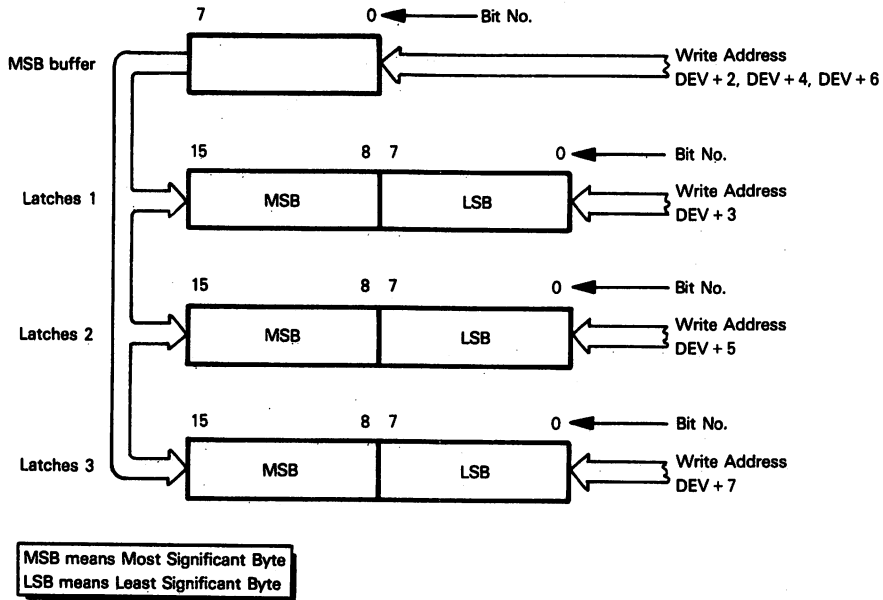 7 0 Bit No.
MSB buffer
Write Address
DEV + 2, DEV + 4, DEV + 6
15 8 7 0 Bit No.
Latches 1 MSB LSB
Write Address
DEV + 3
15 8 7 0 Bit No.
Latches 2 MSB LSB
Write Address
DEV + 5
15 8 7 0 Bit No.
Latches 3 MSB LSB
Write Address
DEV + 7
MSB means Most Significant Byte
LSB means Least Significant Byte